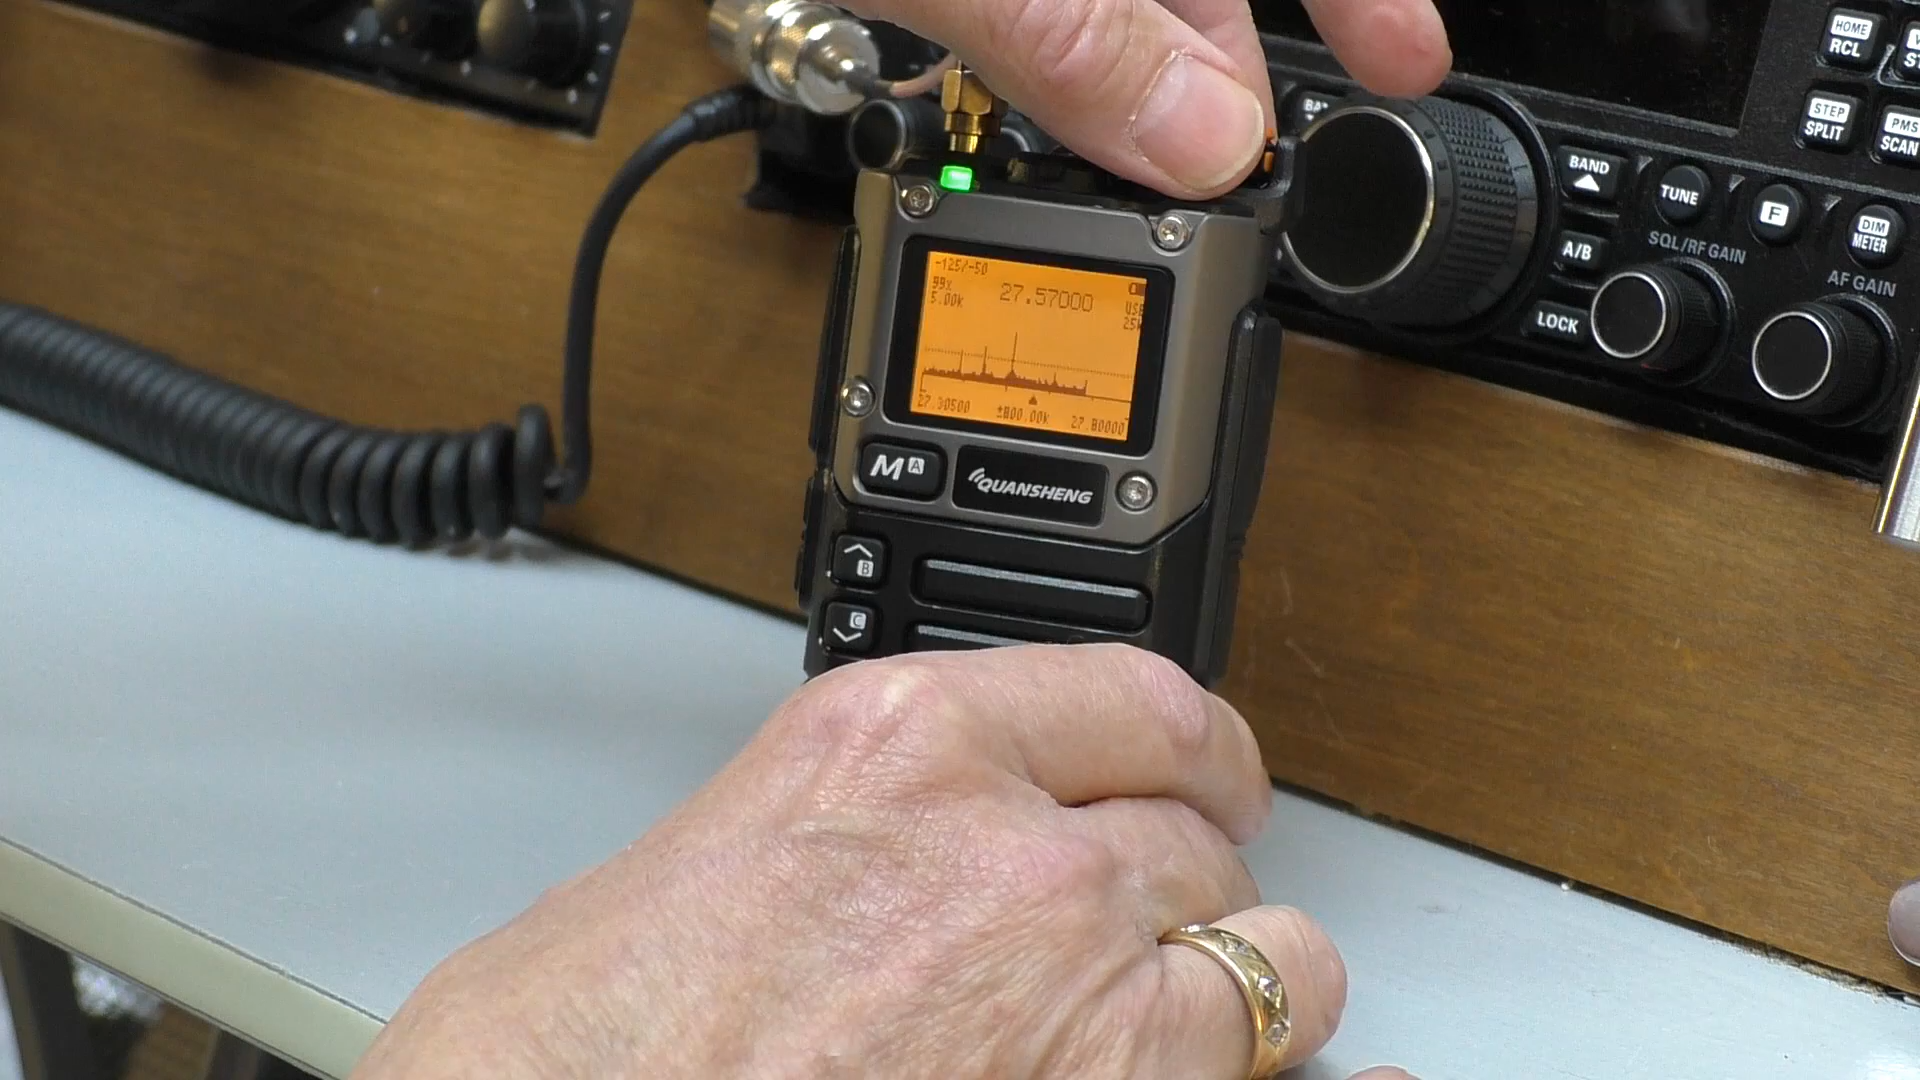 -125/-50
99x
5.00k
27.57000
USB
25k
27.30500
±800.00k
27.80000
M A
QUANSHENG
B
C
HOME
RCL
STEP
SPLIT
PMS
SCAN
BAND
TUNE
F
DIM
METER
A/B
SQL/RF GAIN
AF GAIN
LOCK